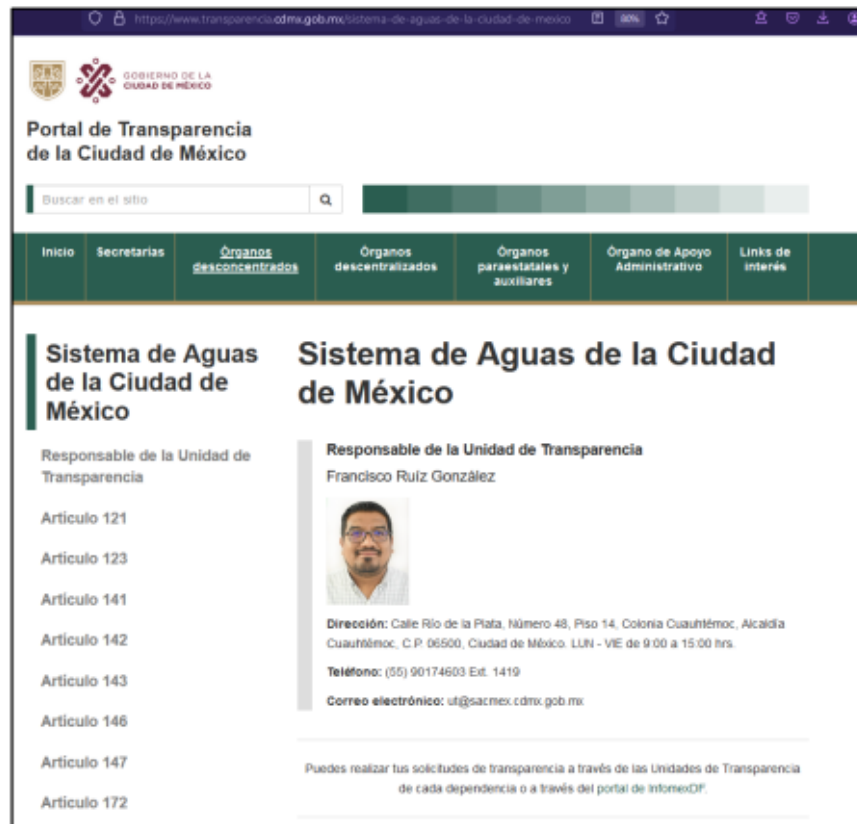 https://www.transparencia.cdmx.gob.mx/sistema-de-aguas-de-la-ciudad-de-mexico 80%
GOBIERNO DE LA
CIUDAD DE MÉXICO
Portal de Transparencia
de la Ciudad de México
Buscar en el sitio
Inicio
Secretarías
Órganos
desconcentrados
Órganos
descentralizados
Órganos
paraestatales y
auxiliares
Órgano de Apoyo
Administrativo
Links de
interés
Sistema de Aguas
de la Ciudad de
México
Responsable de la Unidad de
Transparencia
Artículo 121
Artículo 123
Artículo 141
Artículo 142
Artículo 143
Artículo 146
Artículo 147
Artículo 172
Sistema de Aguas de la Ciudad
de México
Responsable de la Unidad de Transparencia
Francisco Ruíz González
Dirección: Calle Río de la Plata, Número 48, Piso 14, Colonia Cuauhtémoc, Alcaldía
Cuauhtémoc, C.P. 06500, Ciudad de México. LUN - VIE de 9:00 a 15:00 hrs.
Teléfono: (55) 90174603 Ext. 1419
Correo electrónico: ut@sacmex.cdmx.gob.mx
Puedes realizar tus solicitudes de transparencia a través de las Unidades de Transparencia
de cada dependencia o a través del portal de InfomexDF.